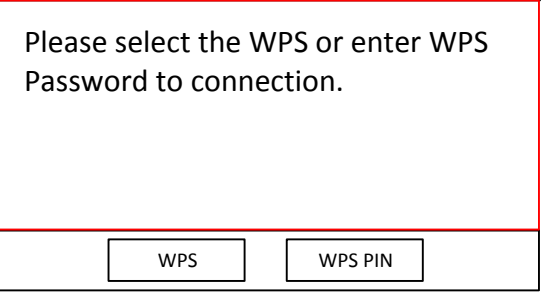 Please select the WPS or enter WPS
Password to connection.
WPS
WPS PIN